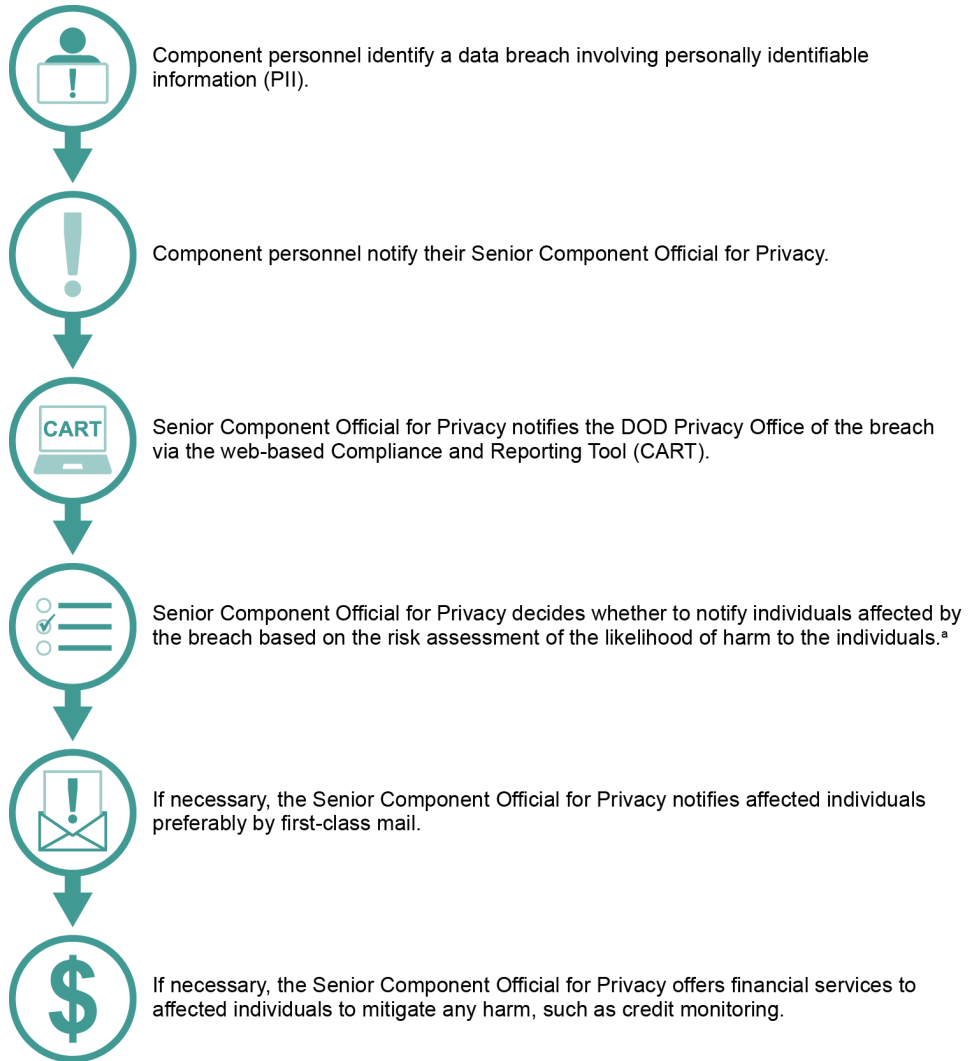 Component personnel identify a data breach involving personally identifiable
information (PII).
Component personnel notify their Senior Component Official for Privacy.
CART
Senior Component Official for Privacy notifies the DOD Privacy Office of the breach
via the web-based Compliance and Reporting Tool (CART).
Senior Component Official for Privacy decides whether to notify individuals affected by
the breach based on the risk assessment of the likelihood of harm to the individuals.ᵃ
If necessary, the Senior Component Official for Privacy notifies affected individuals
preferably by first-class mail.
$
If necessary, the Senior Component Official for Privacy offers financial services to
affected individuals to mitigate any harm, such as credit monitoring.